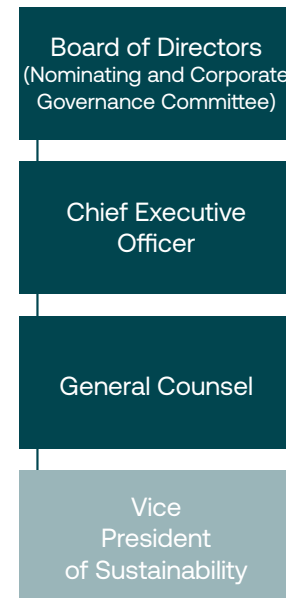 Board of Directors
(Nominating and Corporate
Governance Committee)
Chief Executive
Officer
General Counsel
Vice
President
of Sustainability